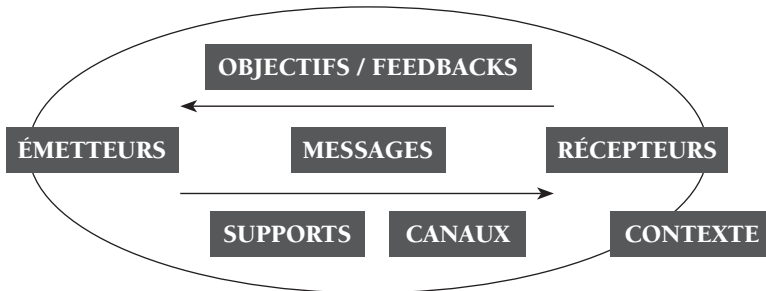 OBJECTIFS / FEEDBACKS
ÉMETTEURS
MESSAGES
RÉCEPTEURS
SUPPORTS
CANAUX
CONTEXTE